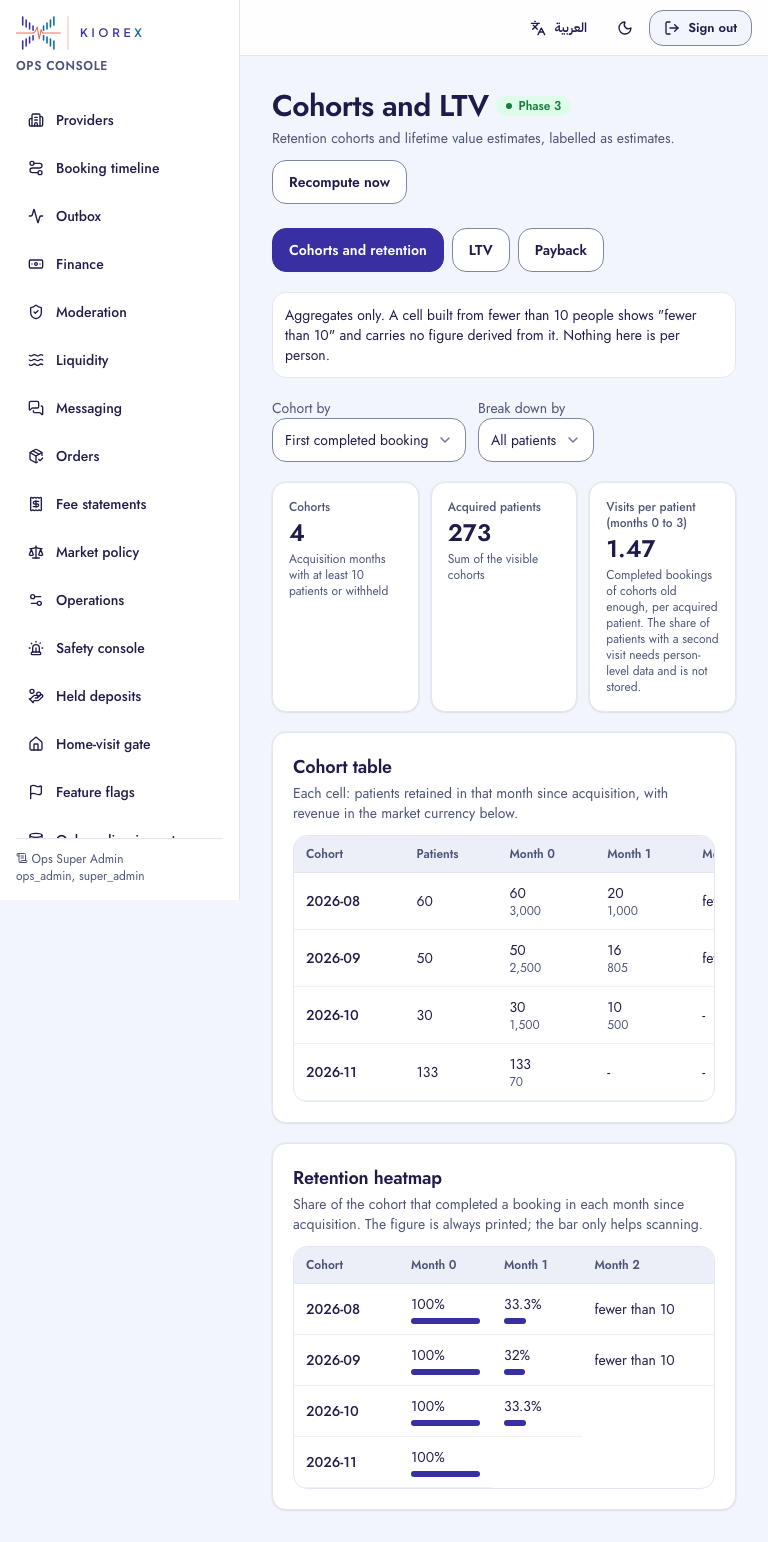 KIOREX
OPS CONSOLE
العربية
Sign out
Providers
Booking timeline
Outbox
Finance
Moderation
Liquidity
Messaging
Orders
Fee statements
Market policy
Operations
Safety console
Held deposits
Home-visit gate
Feature flags
Ops Super Admin
ops_admin, super_admin
Cohorts and LTV
Phase 3
Retention cohorts and lifetime value estimates, labelled as estimates.
Recompute now
Cohorts and retention
LTV
Payback
Aggregates only. A cell built from fewer than 10 people shows "fewer
than 10" and carries no figure derived from it. Nothing here is per
person.
Cohort by
Break down by
First completed booking
All patients
Cohorts
4
Acquisition months
with at least 10
patients or withheld
Acquired patients
273
Sum of the visible
cohorts
Visits per patient
(months 0 to 3)
1.47
Completed bookings
of cohorts old
enough, per acquired
patient. The share of
patients with a second
visit needs person-
level data and is not
stored.
Cohort table
Each cell: patients retained in that month since acquisition, with
revenue in the market currency below.
Cohort Patients Month 0 Month 1
2026-08 60 60 20
3,000 1,000
2026-09 50 50 16
2,500 805
2026-10 30 30 10 -
1,500 500
2026-11 133 133 - -
70
Retention heatmap
Share of the cohort that completed a booking in each month since
acquisition. The figure is always printed; the bar only helps scanning.
Cohort Month 0 Month 1 Month 2
2026-08 100% 33.3% fewer than 10
2026-09 100% 32% fewer than 10
2026-10 100% 33.3%
2026-11 100%